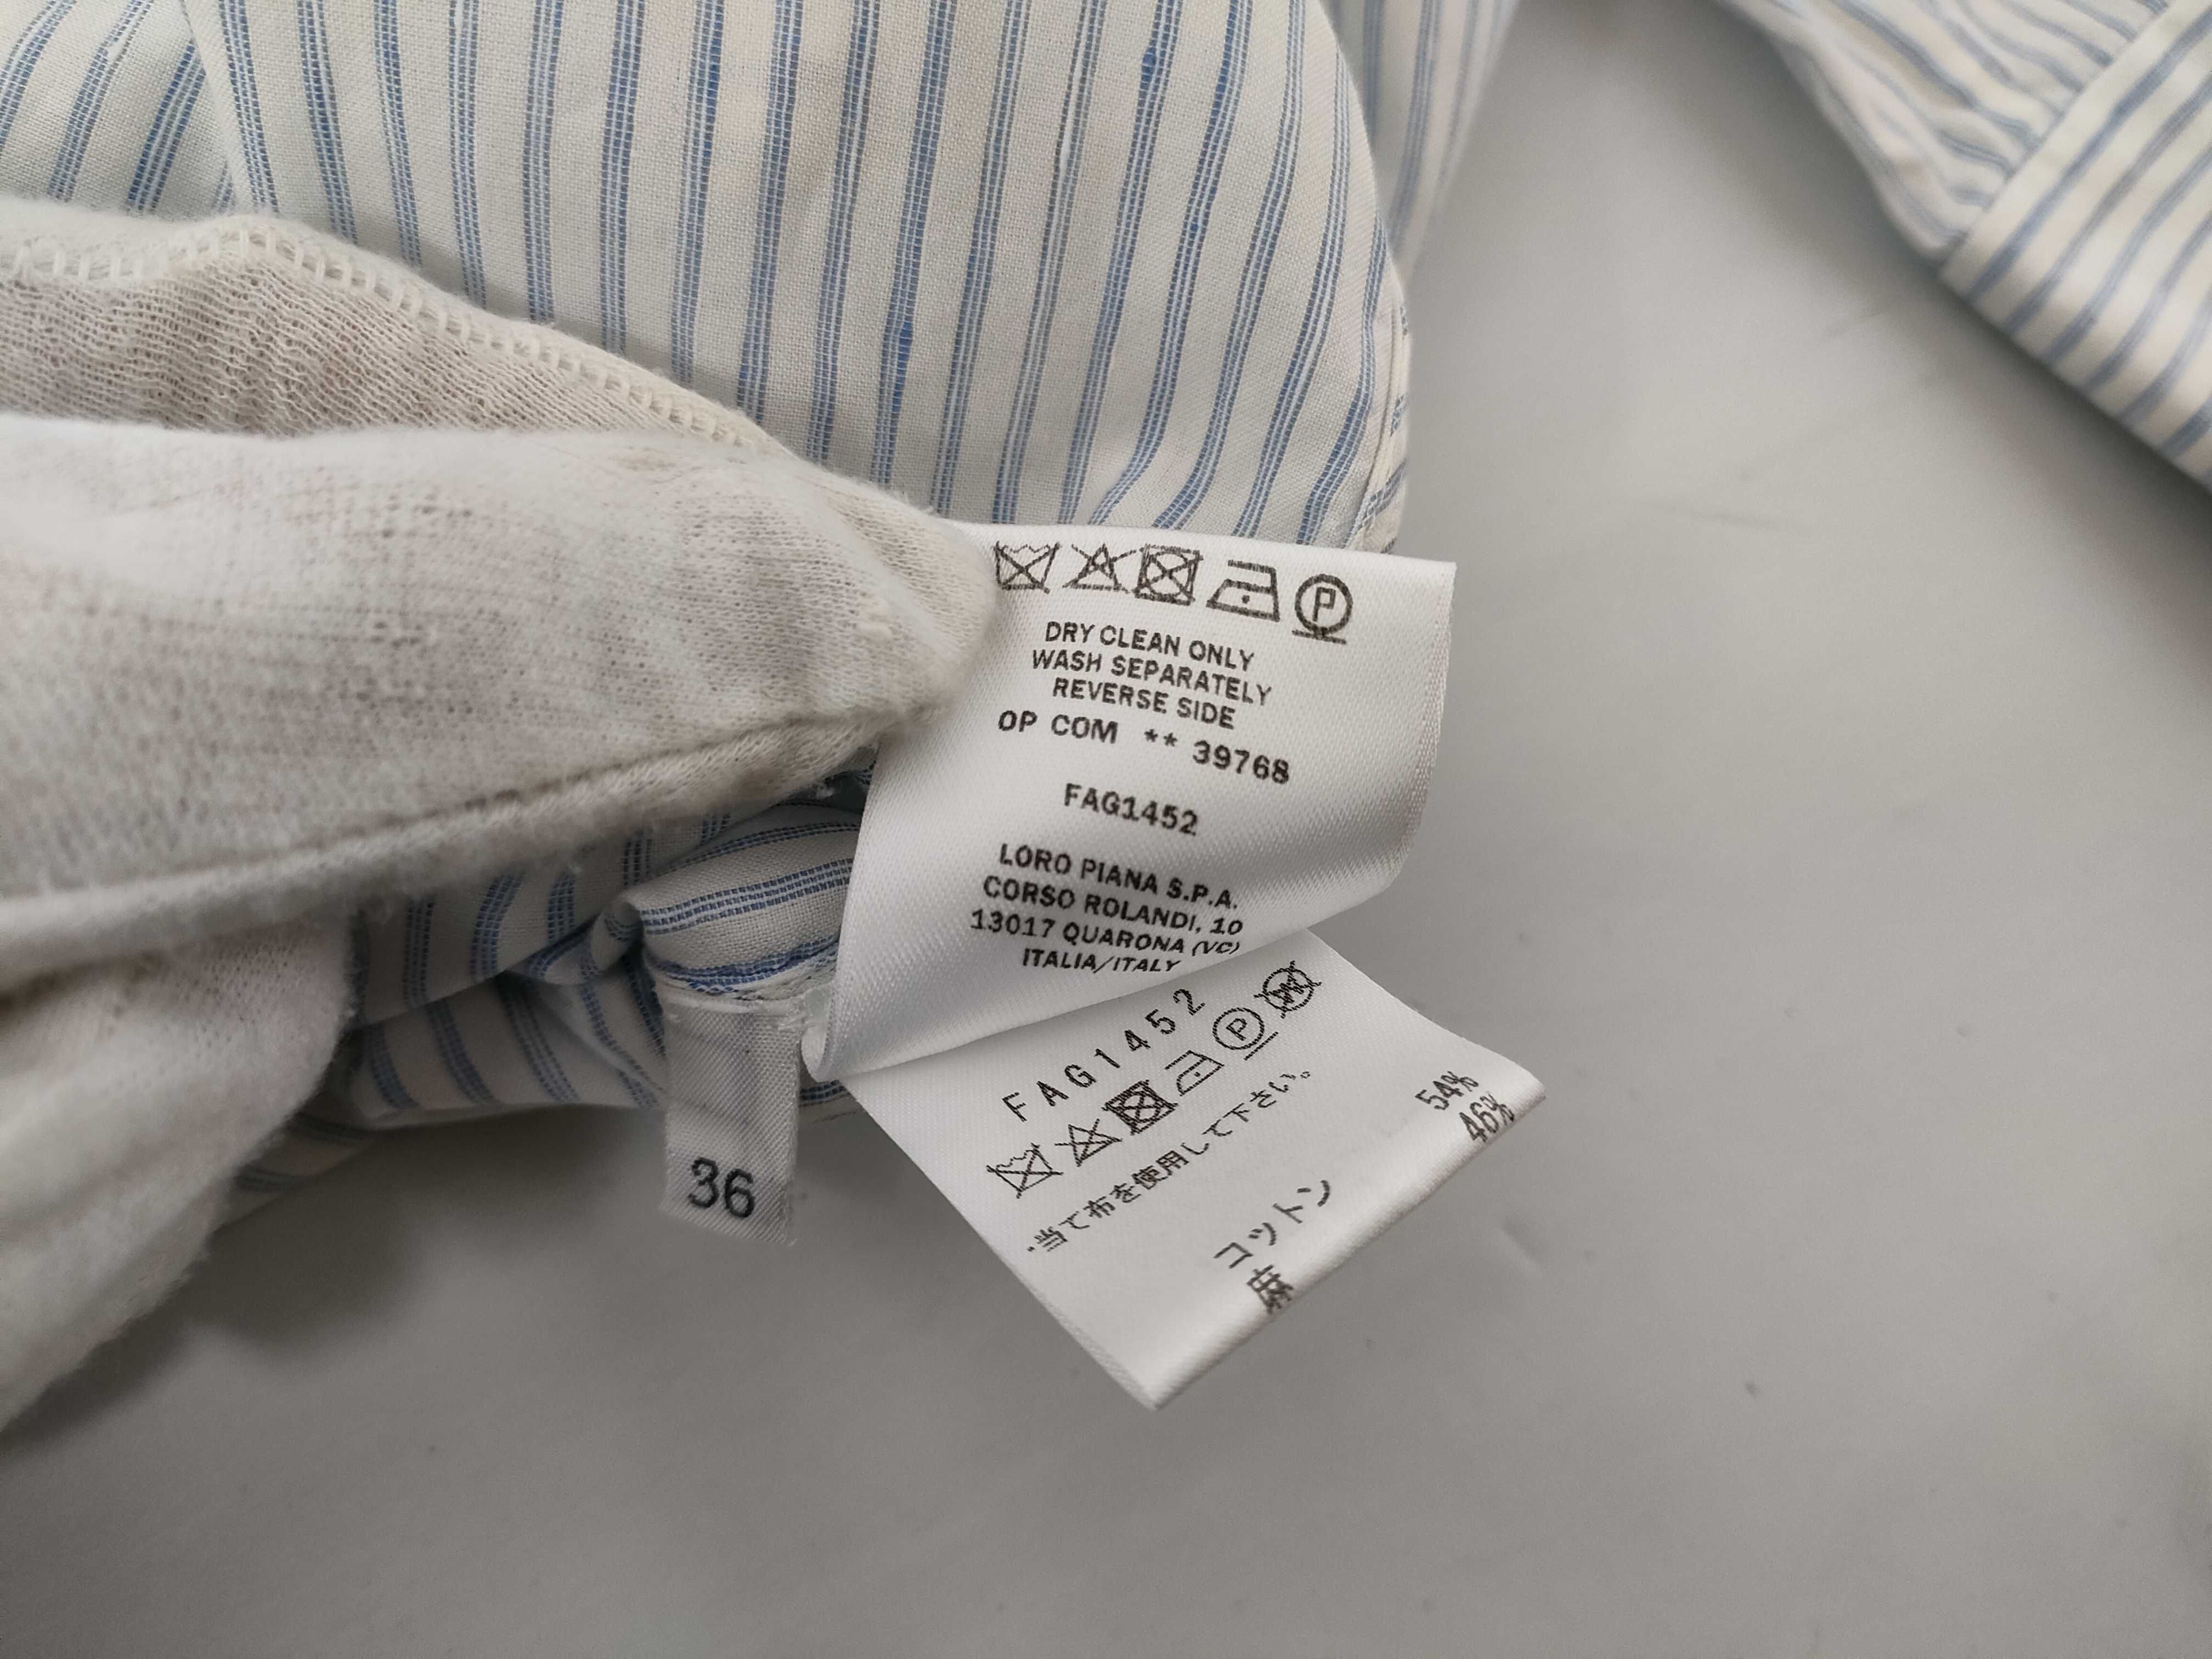 P
DRY CLEAN ONLY
WASH SEPARATELY
REVERSE SIDE
OP COM ** 39768
FAG1452
LORO PIANA S.P.A.
CORSO ROLANDI, 10
13017 QUARONA (VC)
ITALIA/ITALY
FAG1452
P
W
・当て布を使用して下さい。
コットン 54%
麻 46%
36